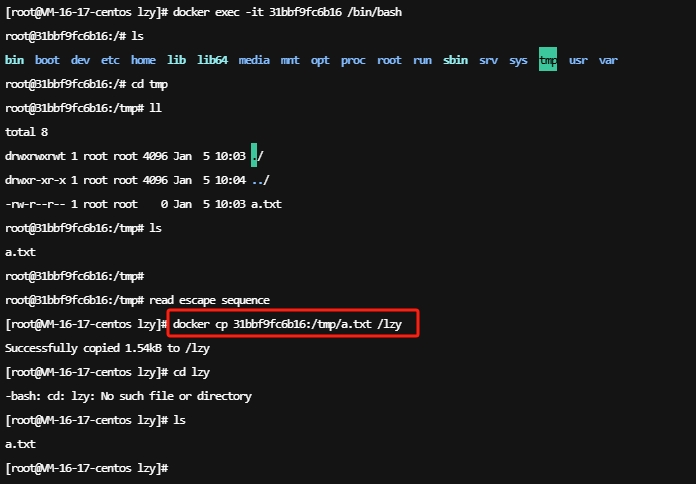 [root@VM-16-17-centos lzy]# docker exec -it 31bbf9fc6b16 /bin/bash
root@31bbf9fc6b16:/# ls
bin boot dev etc home lib lib64 media mnt opt proc root run sbin srv sys tmp usr var
root@31bbf9fc6b16:/# cd tmp
root@31bbf9fc6b16:/tmp# ll
total 8
drwxrwxrwt 1 root root 4096 Jan 5 10:03 ./
drwxr-xr-x 1 root root 4096 Jan 5 10:04 ../
-rw-r--r-- 1 root root 0 Jan 5 10:03 a.txt
root@31bbf9fc6b16:/tmp# ls
a.txt
root@31bbf9fc6b16:/tmp#
root@31bbf9fc6b16:/tmp# read escape sequence
[root@VM-16-17-centos lzy]# docker cp 31bbf9fc6b16:/tmp/a.txt /lzy
Successfully copied 1.54kB to /lzy
[root@VM-16-17-centos lzy]# cd lzy
-bash: cd: lzy: No such file or directory
[root@VM-16-17-centos lzy]# ls
a.txt
[root@VM-16-17-centos lzy]#